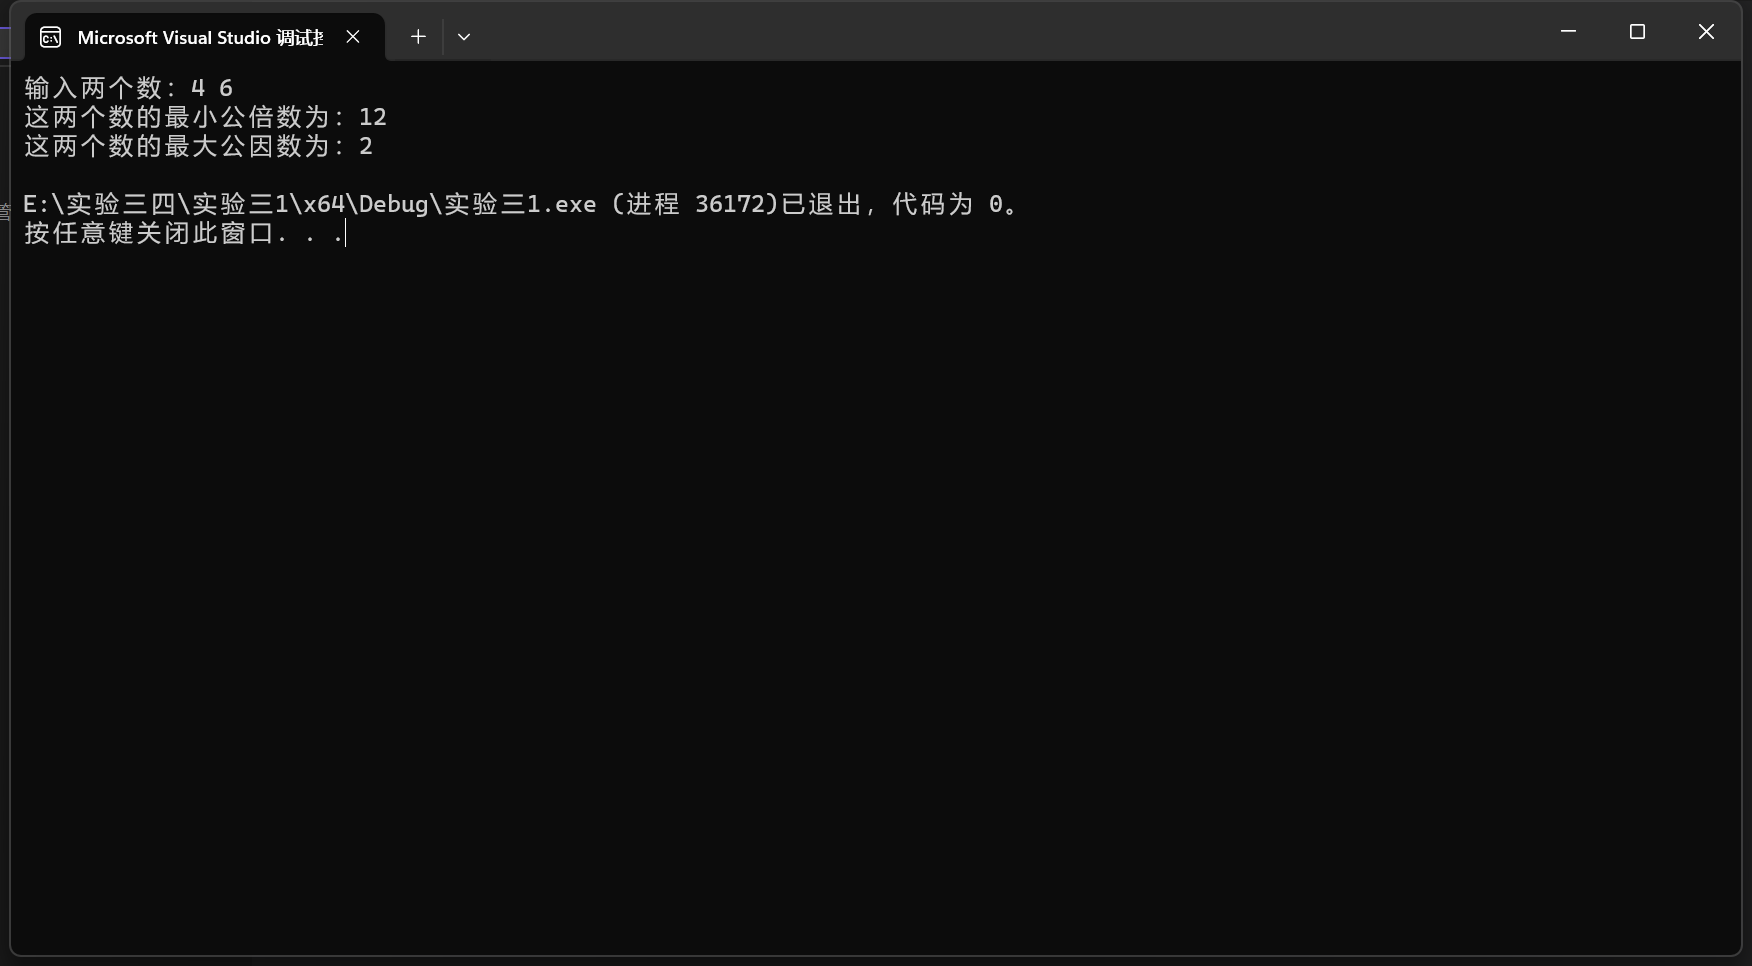 Microsoft Visual Studio 调试
输入两个数：4 6
这两个数的最小公倍数为：12
这两个数的最大公因数为：2
E:\实验三四\实验三1\x64\Debug\实验三1.exe (进程 36172)已退出，代码为 0。
按任意键关闭此窗口. . .